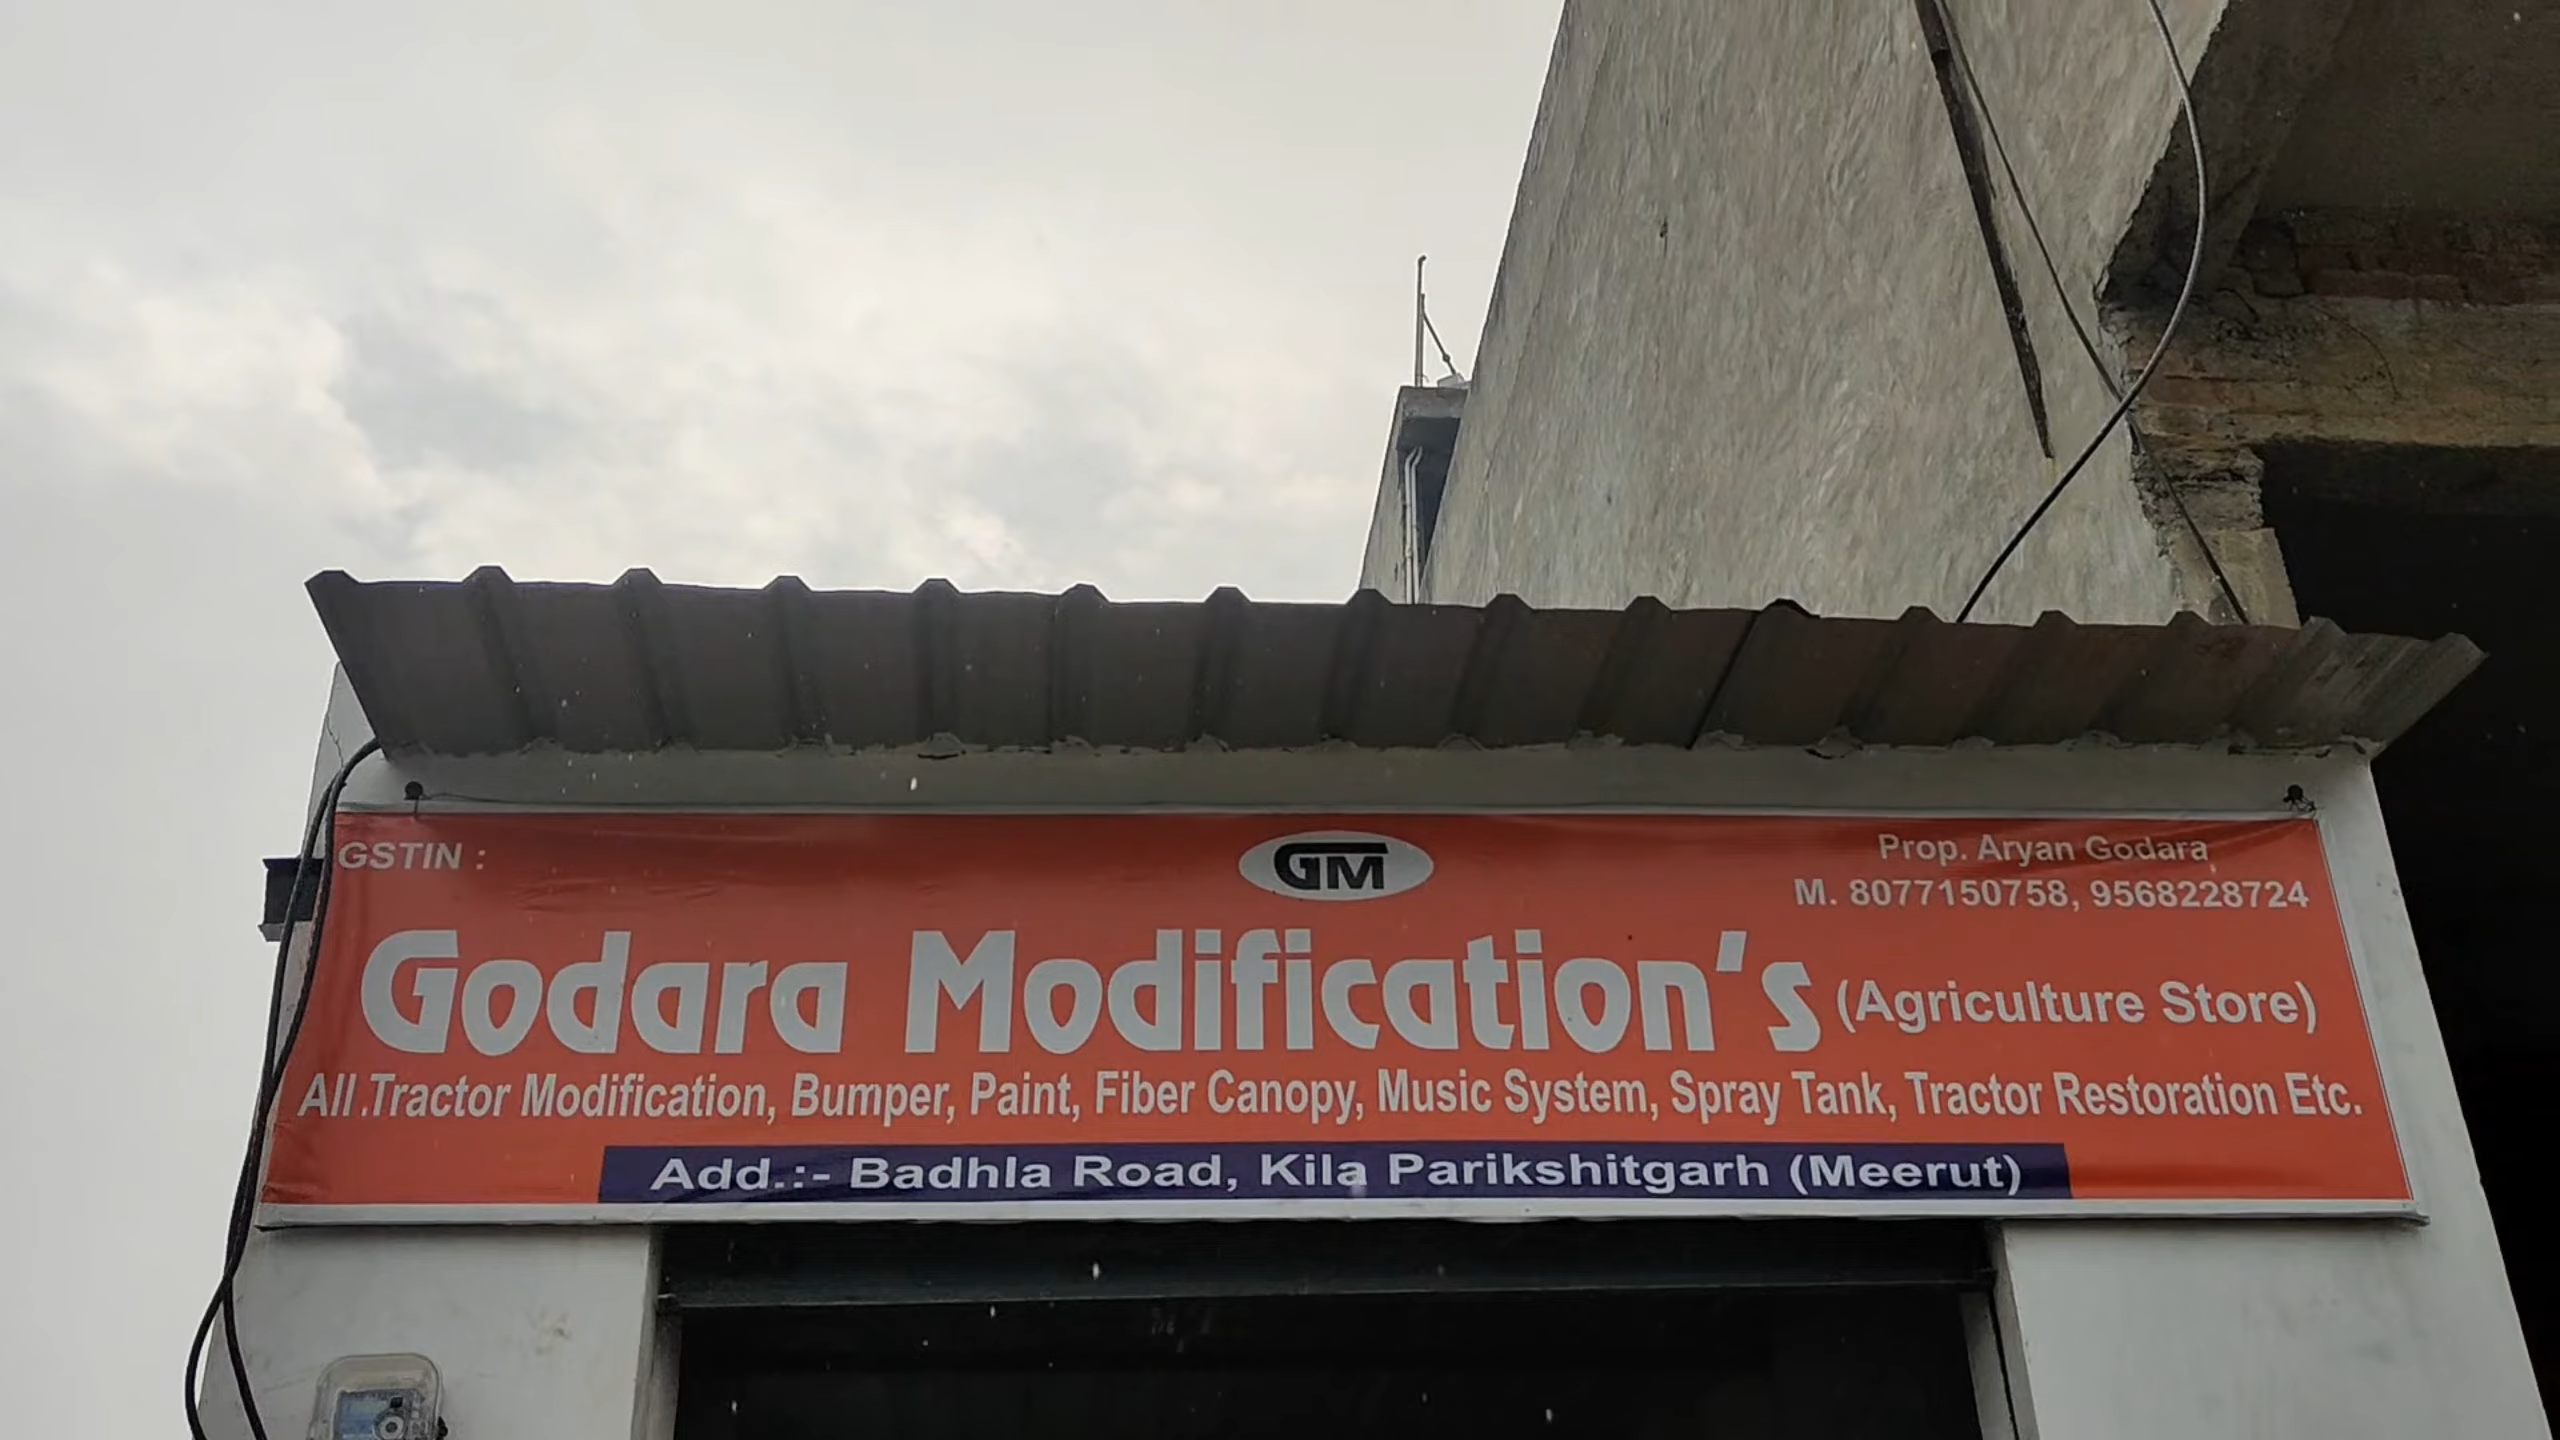 GSTIN :
GM
Prop. Aryan Godara
M. 8077150758, 9568228724
Godara Modification's (Agriculture Store)
All.Tractor Modification, Bumper, Paint, Fiber Canopy, Music System, Spray Tank, Tractor Restoration Etc.
Add.:- Badhla Road, Kila Parikshitgarh (Meerut)